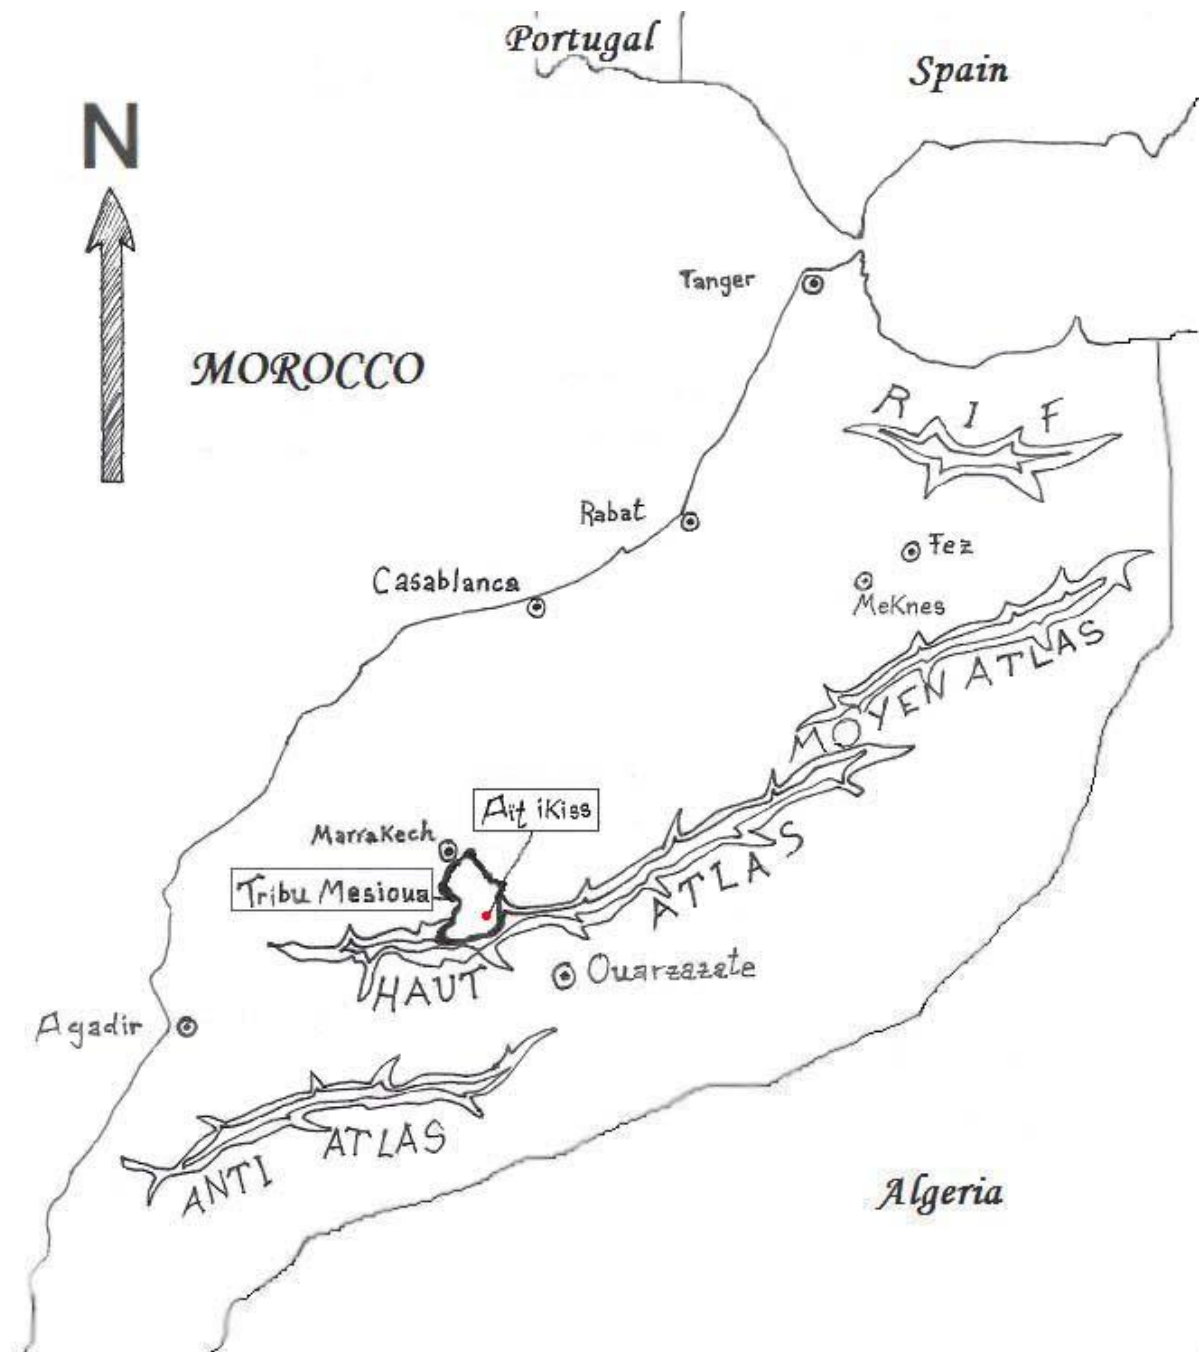 Portugal
Spain
N
Tanger
MOROCCO
R I F
Rabat
Fez
Casablanca
Meknes
MOYEN ATLAS
Aït iKiss
Marrakech
Tribu Mesioua
HAUT ATLAS
Ouarzazate
Agadir
ANTI ATLAS
Algeria